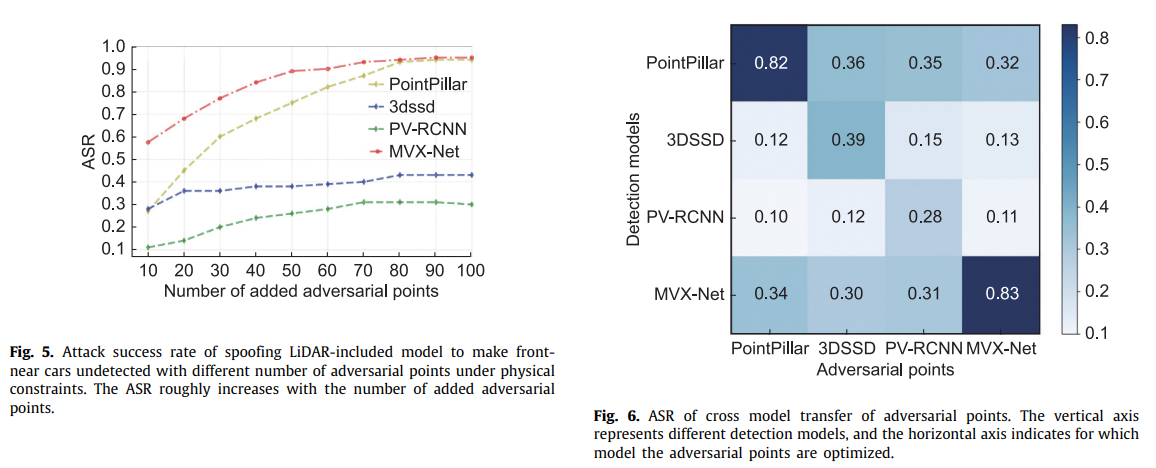 1.0
0.9
0.8
0.7
0.6
0.5
0.4
0.3
0.2
0.1
ASR
PointPillar
3dssd
PV-RCNN
MVX-Net
10 20 30 40 50 60 70 80 90 100
Number of added adversarial points
Fig. 5. Attack success rate of spoofing LiDAR-included model to make front-
near cars undetected with different number of adversarial points under physical
constraints. The ASR roughly increases with the number of added adversarial
points.
Detection models
PointPillar 0.82 0.36 0.35 0.32
3DSSD 0.12 0.39 0.15 0.13
PV-RCNN 0.10 0.12 0.28 0.11
MVX-Net 0.34 0.30 0.31 0.83
PointPillar 3DSSD PV-RCNN MVX-Net
Adversarial points
0.8
0.7
0.6
0.5
0.4
0.3
0.2
0.1
Fig. 6. ASR of cross model transfer of adversarial points. The vertical axis
represents different detection models, and the horizontal axis indicates for which
model the adversarial points are optimized.